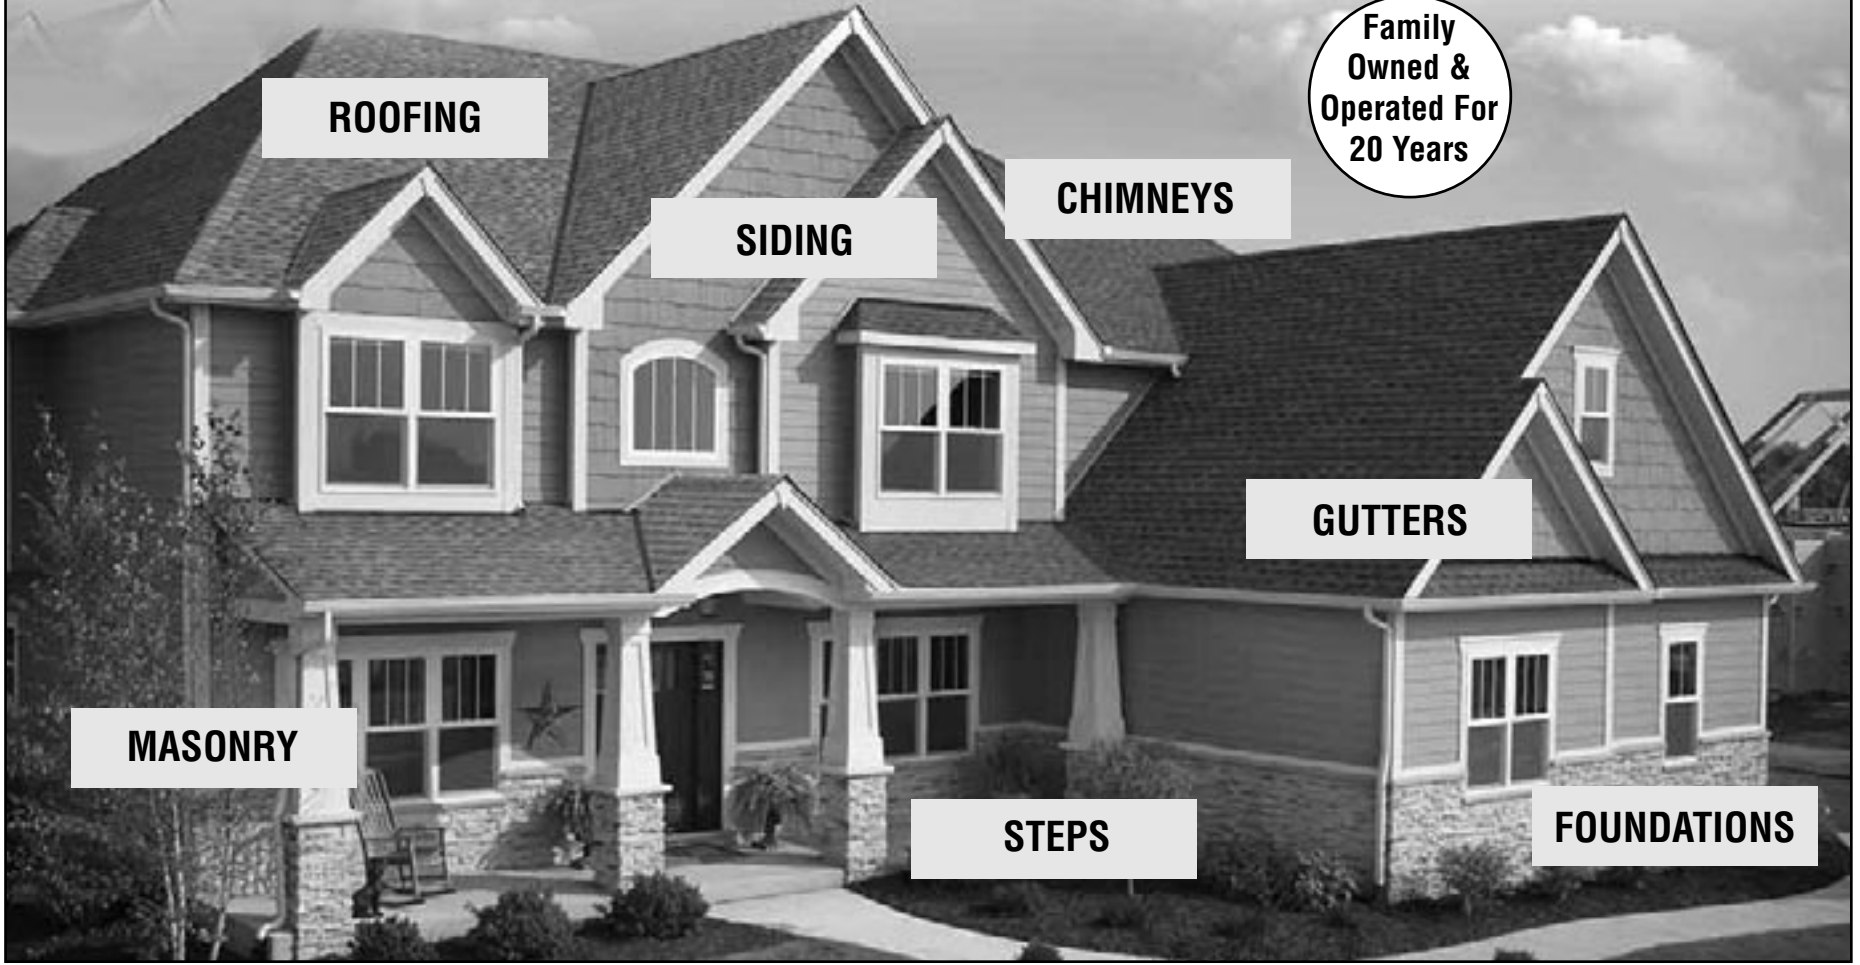 Family
Owned &
Operated For
20 Years
ROOFING
CHIMNEYS
SIDING
GUTTERS
MASONRY
STEPS
FOUNDATIONS